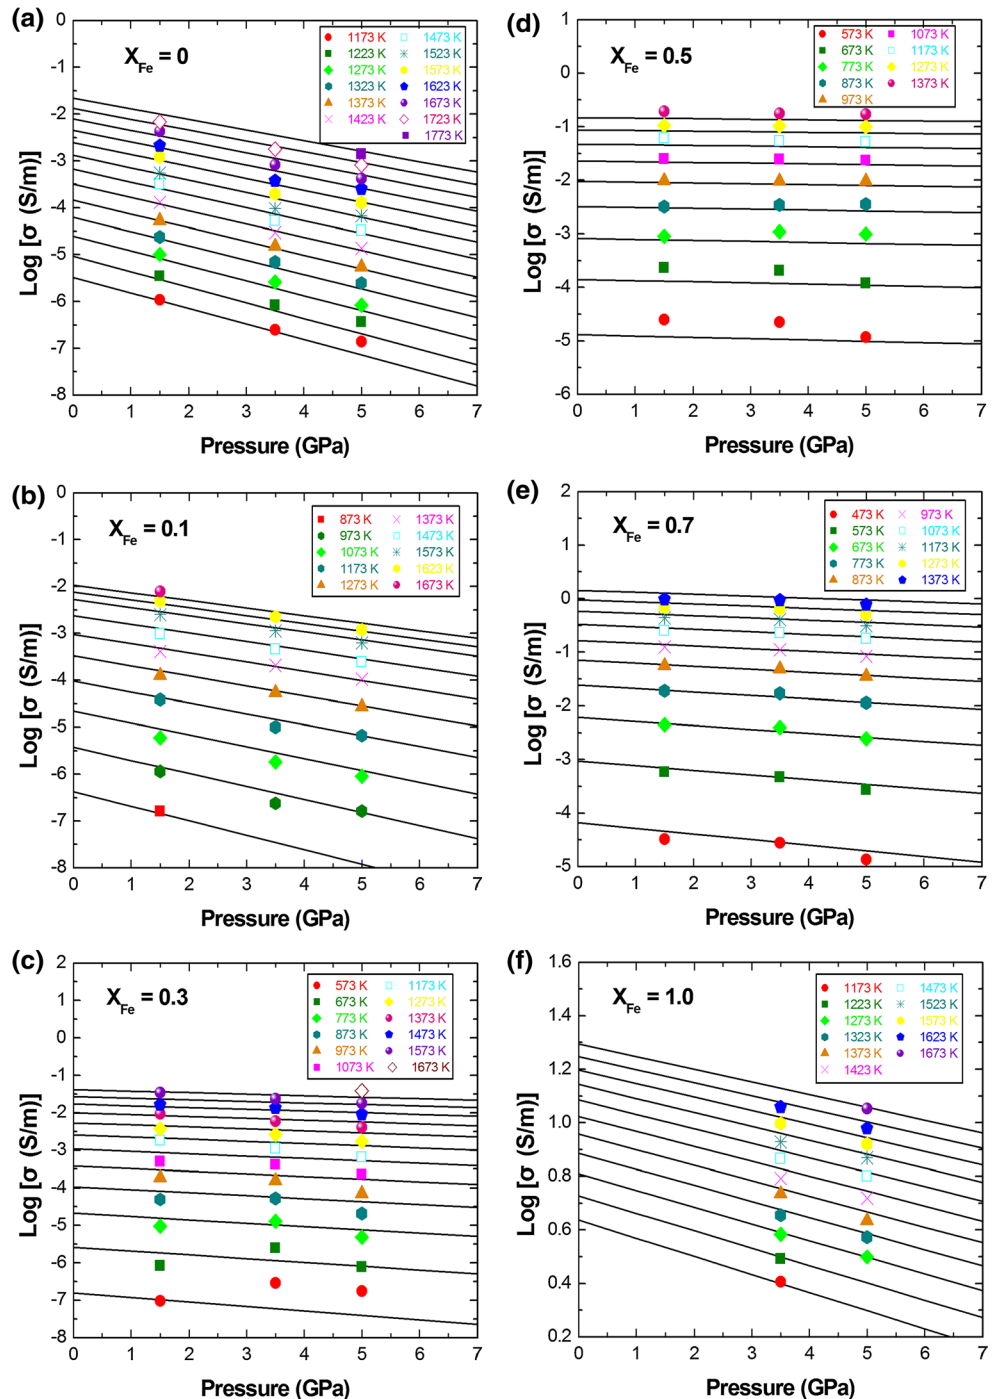 (a)
X_Fe = 0
1173 K 1473 K
1223 K 1523 K
1273 K 1573 K
1323 K 1623 K
1373 K 1673 K
1423 K 1723 K
1773 K
0
-1
-2
-3
-4
-5
-6
-7
-8
0 1 2 3 4 5 6 7
Log [σ (S/m)]
Pressure (GPa)
(d)
X_Fe = 0.5
573 K 1073 K
673 K 1173 K
773 K 1273 K
873 K 1373 K
973 K
1
0
-1
-2
-3
-4
-5
-6
0 1 2 3 4 5 6 7
Log [σ (S/m)]
Pressure (GPa)
(b)
X_Fe = 0.1
873 K 1373 K
973 K 1473 K
1073 K 1573 K
1173 K 1623 K
1273 K 1673 K
0
-1
-2
-3
-4
-5
-6
-7
-8
0 1 2 3 4 5 6 7
Log [σ (S/m)]
Pressure (GPa)
(e)
X_Fe = 0.7
473 K 973 K
573 K 1073 K
673 K 1173 K
773 K 1273 K
873 K 1373 K
2
1
0
-1
-2
-3
-4
-5
0 1 2 3 4 5 6 7
Log [σ (S/m)]
Pressure (GPa)
(c)
X_Fe = 0.3
573 K 1173 K
673 K 1273 K
773 K 1373 K
873 K 1473 K
973 K 1573 K
1073 K 1673 K
2
1
0
-1
-2
-3
-4
-5
-6
-7
-8
0 1 2 3 4 5 6 7
Log [σ (S/m)]
Pressure (GPa)
(f)
X_Fe = 1.0
1173 K 1473 K
1223 K 1523 K
1273 K 1573 K
1323 K 1623 K
1373 K 1673 K
1423 K
1.6
1.4
1.2
1.0
0.8
0.6
0.4
0.2
0 1 2 3 4 5 6 7
Log [σ (S/m)]
Pressure (GPa)